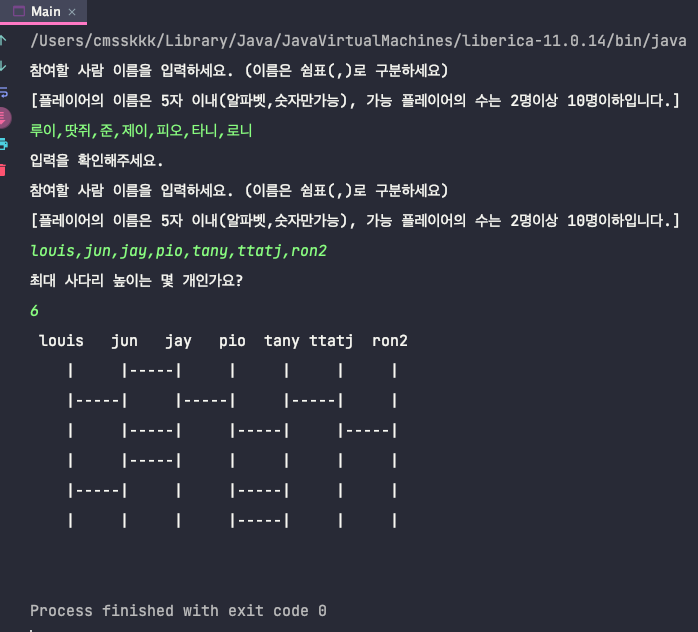 Main ×
/Users/cmsskkk/Library/Java/JavaVirtualMachines/liberica-11.0.14/bin/java
참여할 사람 이름을 입력하세요. (이름은 쉼표(,)로 구분하세요)
[플레이어의 이름은 5자 이내(알파벳,숫자만가능), 가능 플레이어의 수는 2명이상 10명이하입니다.]
루이,땃쥐,준,제이,피오,타니,로니
입력을 확인해주세요.
참여할 사람 이름을 입력하세요. (이름은 쉼표(,)로 구분하세요)
[플레이어의 이름은 5자 이내(알파벳,숫자만가능), 가능 플레이어의 수는 2명이상 10명이하입니다.]
louis,jun,jay,pio,tany,ttatj,ron2
최대 사다리 높이는 몇 개인가요?
6
 louis   jun   jay   pio  tany ttatj  ron2
    |     |-----|     |     |     |     |
    |-----|     |-----|     |-----|     |
    |     |-----|     |-----|     |-----|
    |     |-----|     |     |     |     |
    |-----|     |     |-----|     |     |
    |     |     |     |-----|     |     |
Process finished with exit code 0